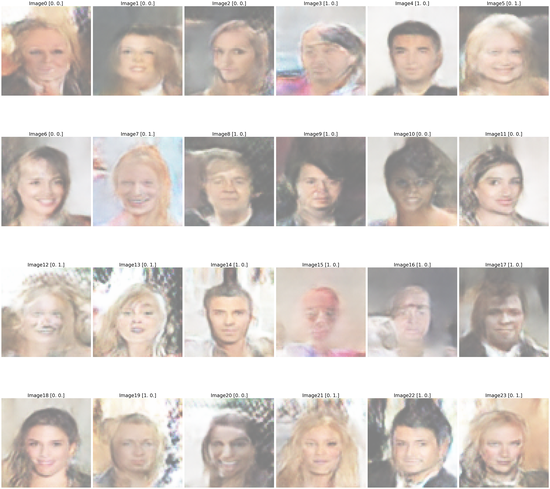 Image0 [0. 0.] Image1 [0. 0.] Image2 [0. 0.] Image3 [1. 0.] Image4 [1. 0.] Image5 [0. 1.]
Image6 [0. 0.] Image7 [0. 1.] Image8 [1. 0.] Image9 [1. 0.] Image10 [0. 0.] Image11 [0. 0.]
Image12 [0. 1.] Image13 [0. 1.] Image14 [1. 0.] Image15 [1. 0.] Image16 [1. 0.] Image17 [1. 0.]
Image18 [0. 0.] Image19 [1. 0.] Image20 [0. 0.] Image21 [0. 1.] Image22 [1. 0.] Image23 [0. 1.]